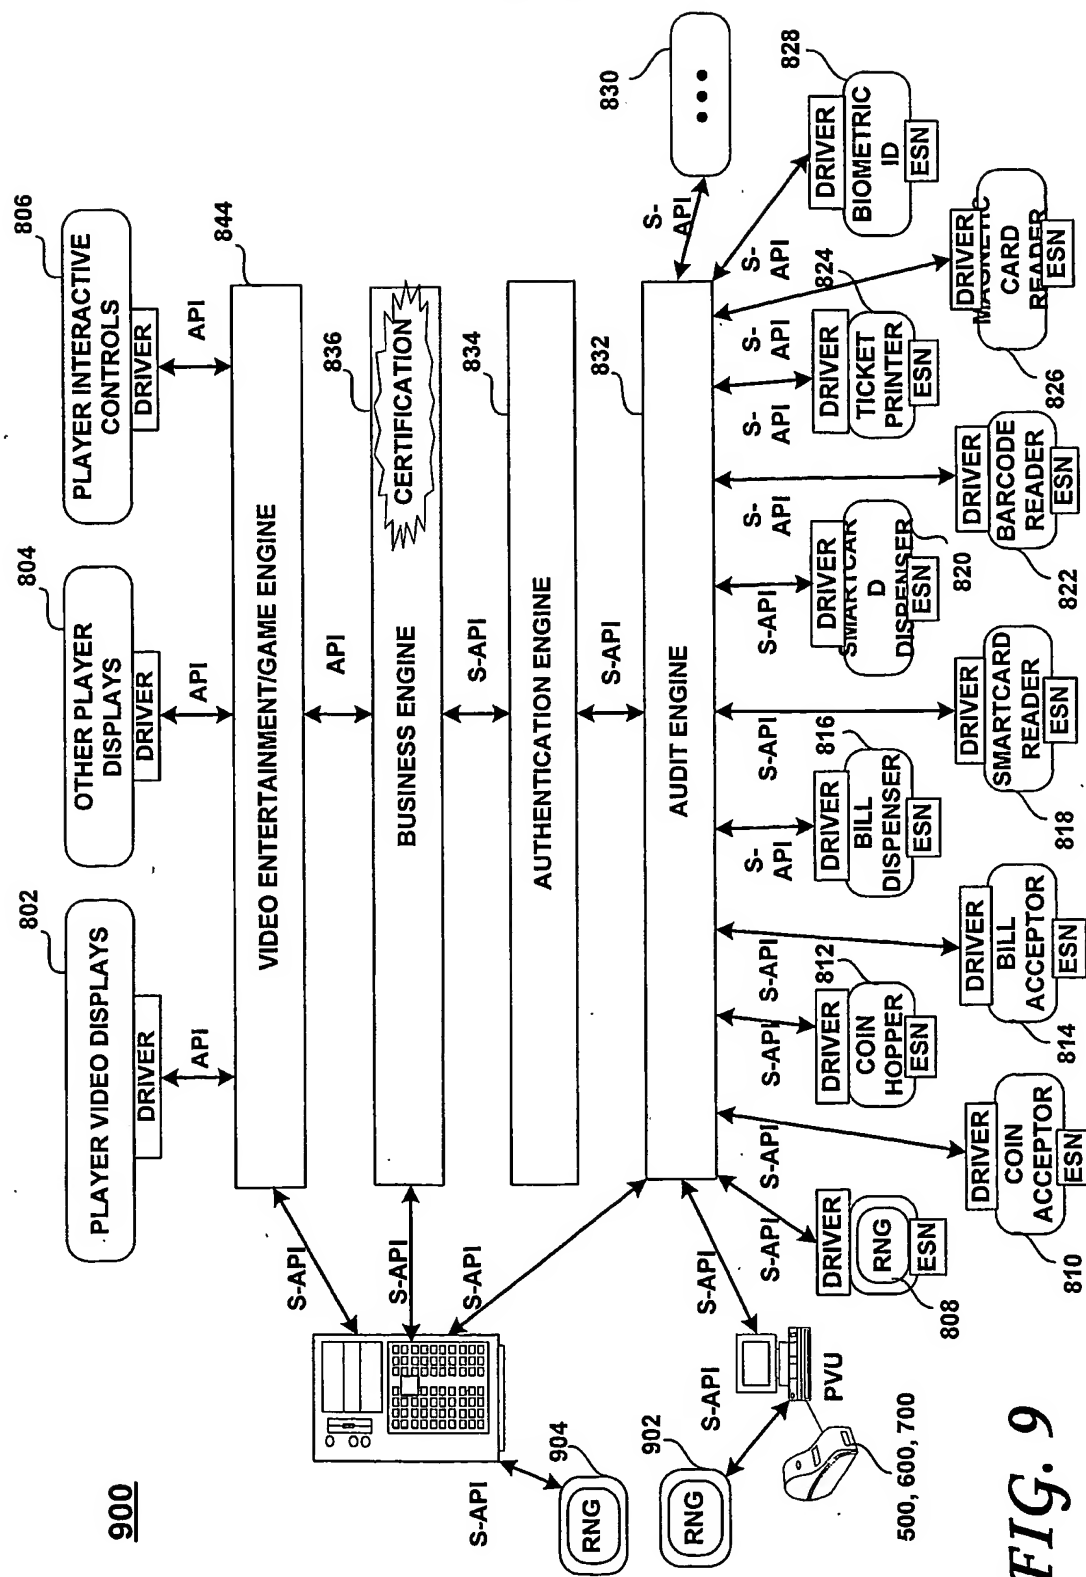 900
802
PLAYER VIDEO DISPLAYS
DRIVER
API
804
OTHER PLAYER
DISPLAYS
DRIVER
API
806
PLAYER INTERACTIVE
CONTROLS
DRIVER
API
844
VIDEO ENTERTAINMENT/GAME ENGINE
API
836
BUSINESS ENGINE
CERTIFICATION
S-API
834
AUTHENTICATION ENGINE
S-API
832
AUDIT ENGINE
S-API
S-API
S-API
S-API
904
RNG
902
RNG
S-API
S-API
PVU
500, 600, 700
S-API
DRIVER
RNG
ESN
808
S-API
DRIVER
COIN
ACCEPTOR
ESN
810
S-API
812
DRIVER
COIN
HOPPER
ESN
S-API
DRIVER
BILL
ACCEPTOR
ESN
814
S-
API
816
DRIVER
BILL
DISPENSER
ESN
S-API
DRIVER
SMARTCARD
READER
ESN
818
S-API
DRIVER
SMARTCAR
D
DISPENSER
ESN
820
S-
API
DRIVER
BARCODE
READER
ESN
822
S-
API
824
DRIVER
TICKET
PRINTER
ESN
S-
API
DRIVER
MAGNETIC
CARD
READER
ESN
826
S-
API
828
DRIVER
BIOMETRIC
ID
ESN
S-
API
830
•••
FIG. 9